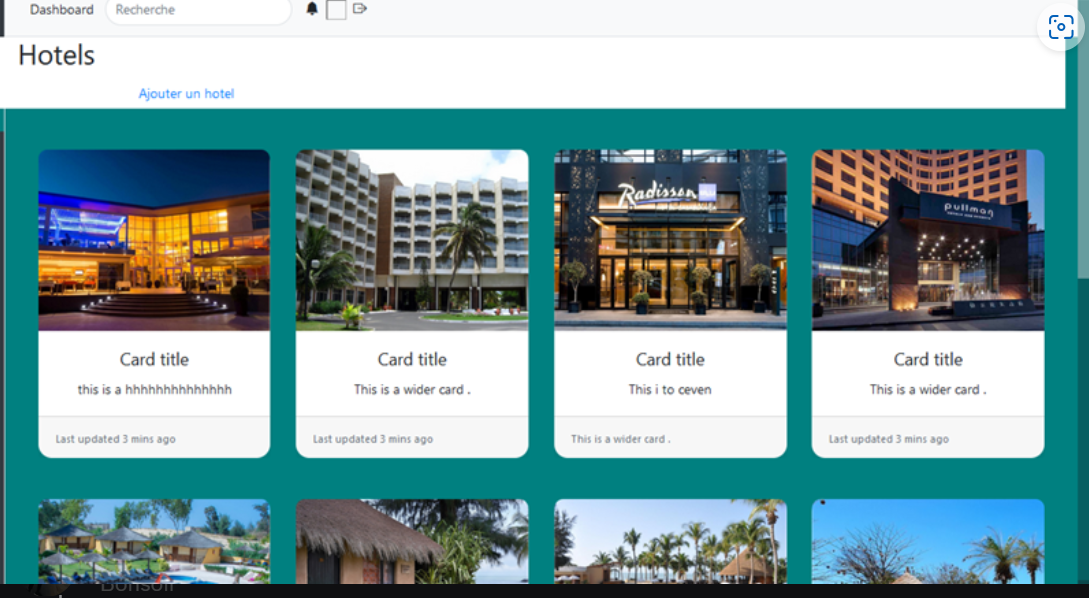 Dashboard
Recherche
Hotels
Ajouter un hotel
Radisson
pullman
Card title
this is a hhhhhhhhhhhhhh
Last updated 3 mins ago
Card title
This is a wider card .
Last updated 3 mins ago
Card title
This i to ceven
This is a wider card .
Card title
This is a wider card .
Last updated 3 mins ago
Bonsoir